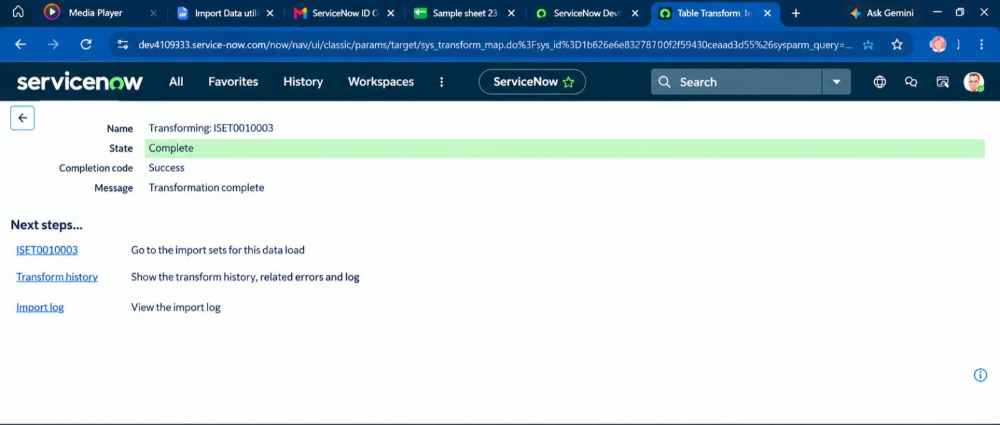 Media Player
Import Data utili
ServiceNow ID G
Sample sheet 23
ServiceNow Deve
Table Transform
Ask Gemini
dev4109333.service-now.com/now/nav/ui/classic/params/target/sys_transform_map.do%3Fsys_id%3D1b626e6e83278700f2f59430ceaad3d55%26sysparm_query=...
servicenow
All
Favorites
History
Workspaces
ServiceNow
Search
Name Transforming: ISET0010003
State Complete
Completion code Success
Message Transformation complete
Next steps...
ISET0010003 Go to the import sets for this data load
Transform history Show the transform history, related errors and log
Import log View the import log